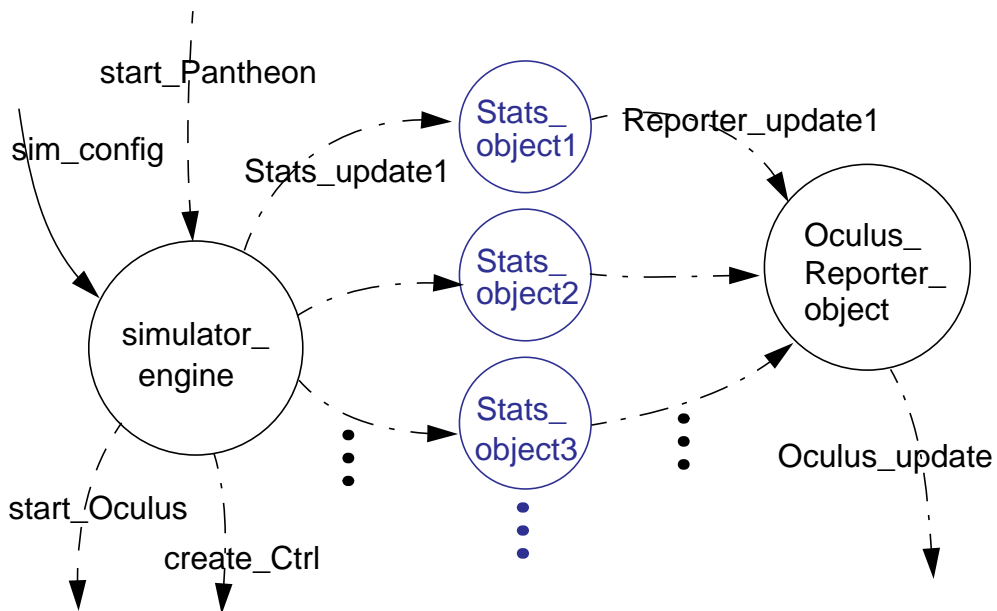 start_Pantheon
sim_config
Stats_update1
Stats_
object1
Reporter_update1
Stats_
object2
Oculus_
Reporter_
object
simulator_
engine
Stats_
object3
start_Oculus
create_Ctrl
Oculus_update